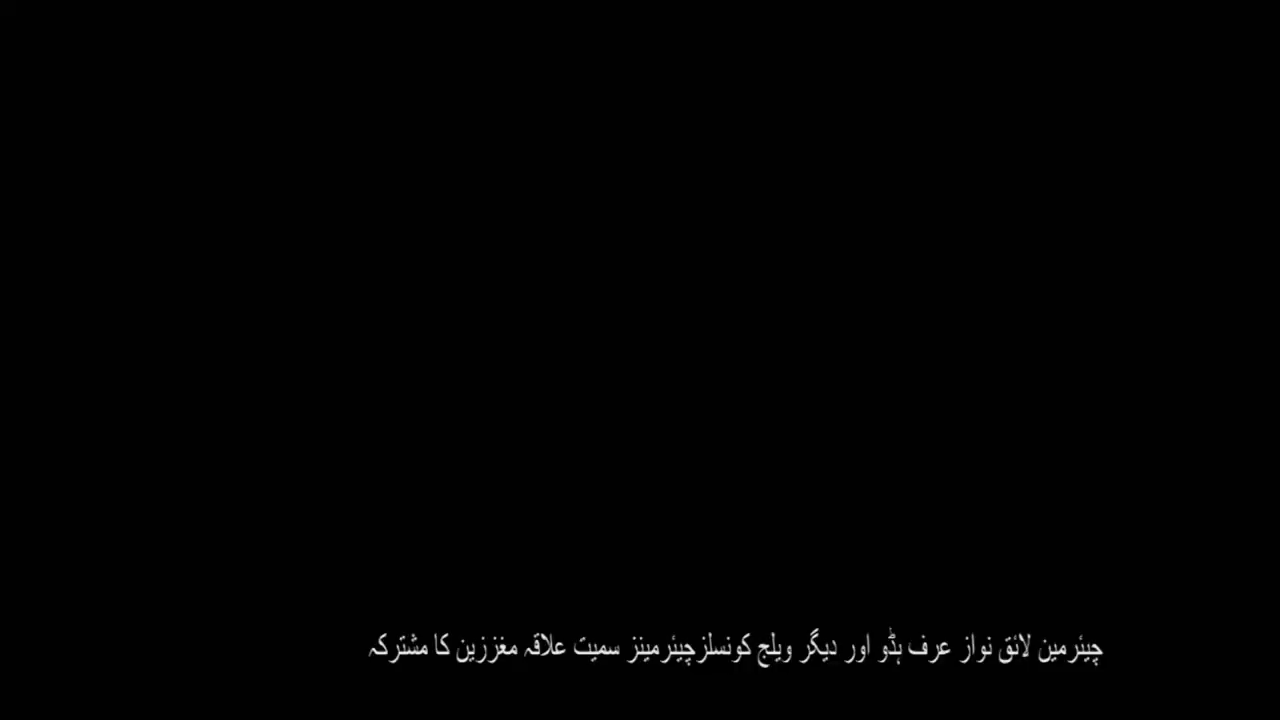 چیئرمین لائق نواز عرف ہڈو اور دیگر ویلج کونسلزچیئرمینز سمیت علاقہ مغززین کا مشترکہ